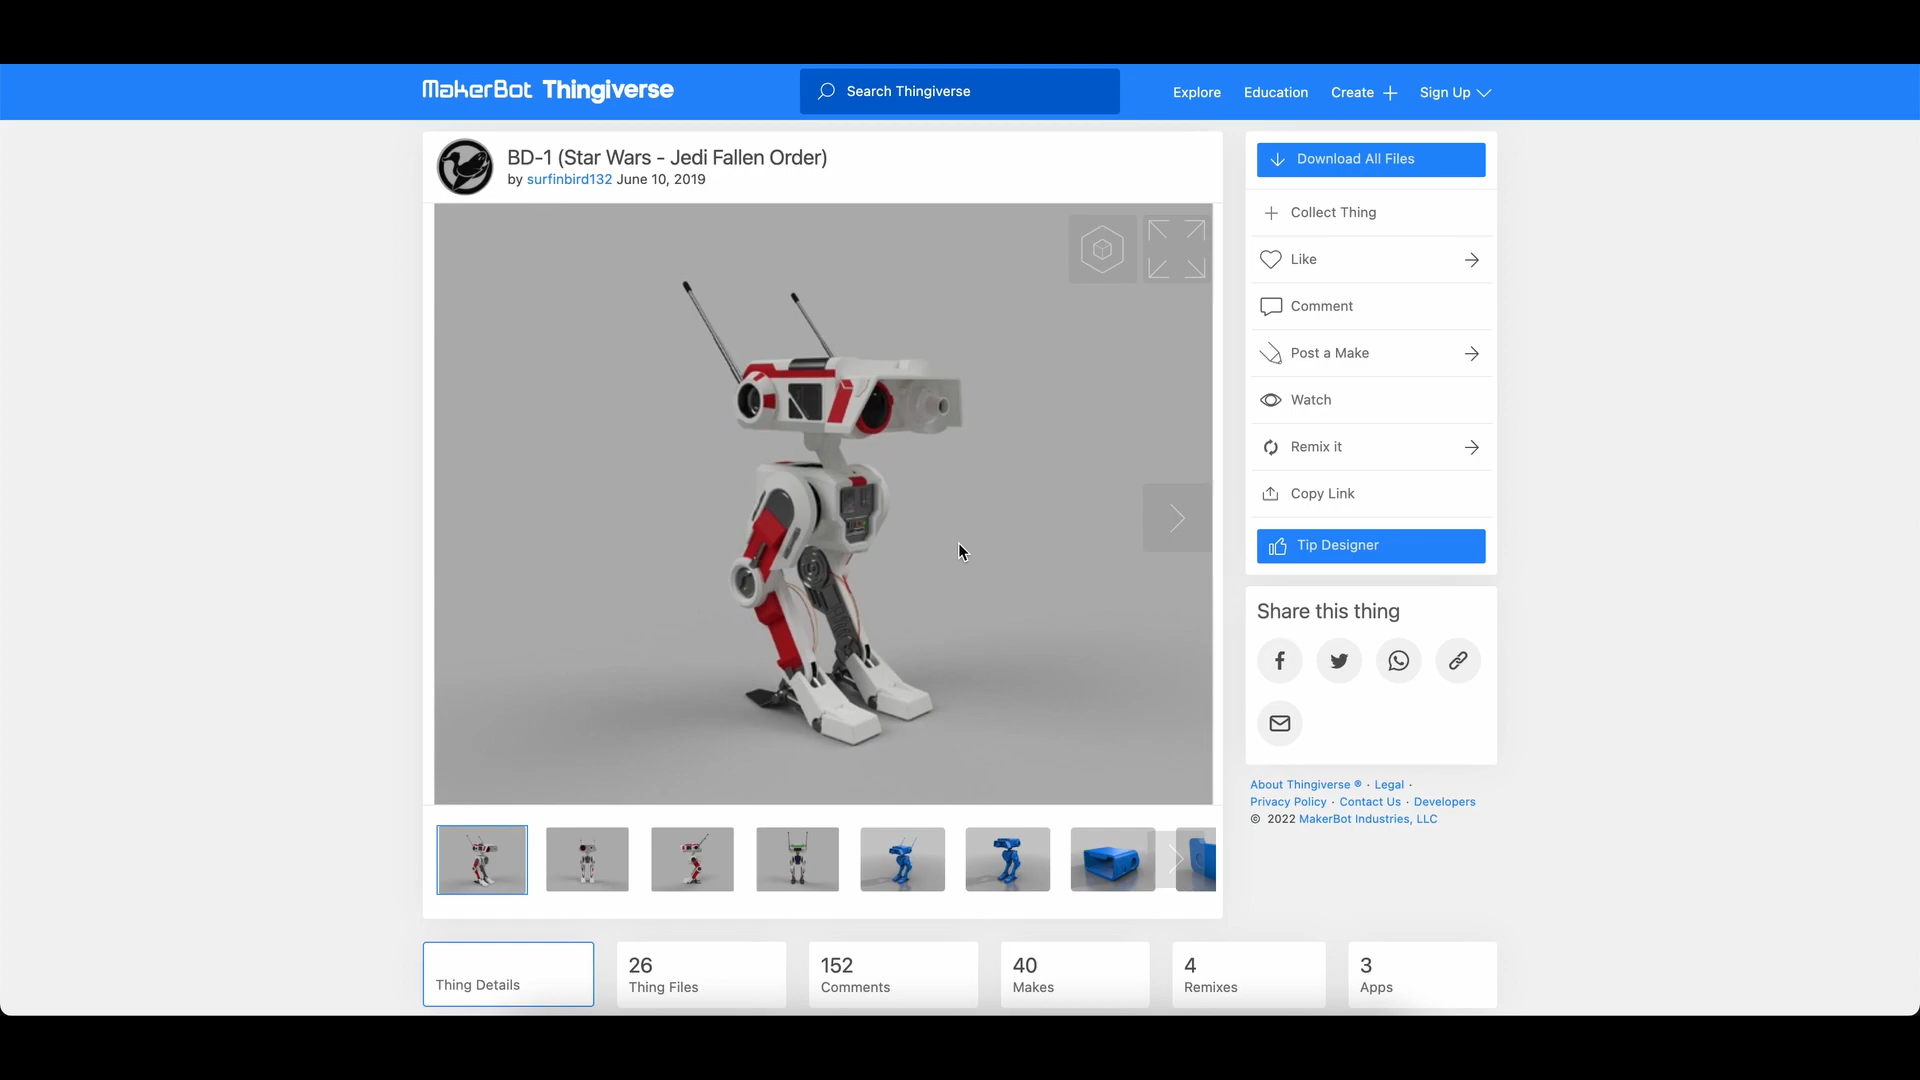 MakerBot Thingiverse
Search Thingiverse
Explore
Education
Create
Sign Up
BD-1 (Star Wars - Jedi Fallen Order)
by surfinbird132 June 10, 2019
Download All Files
Collect Thing
Like
Comment
Post a Make
Watch
Remix it
Copy Link
Tip Designer
Share this thing
About Thingiverse ® · Legal ·
Privacy Policy · Contact Us · Developers
© 2022 MakerBot Industries, LLC
Thing Details
26
Thing Files
152
Comments
40
Makes
4
Remixes
3
Apps